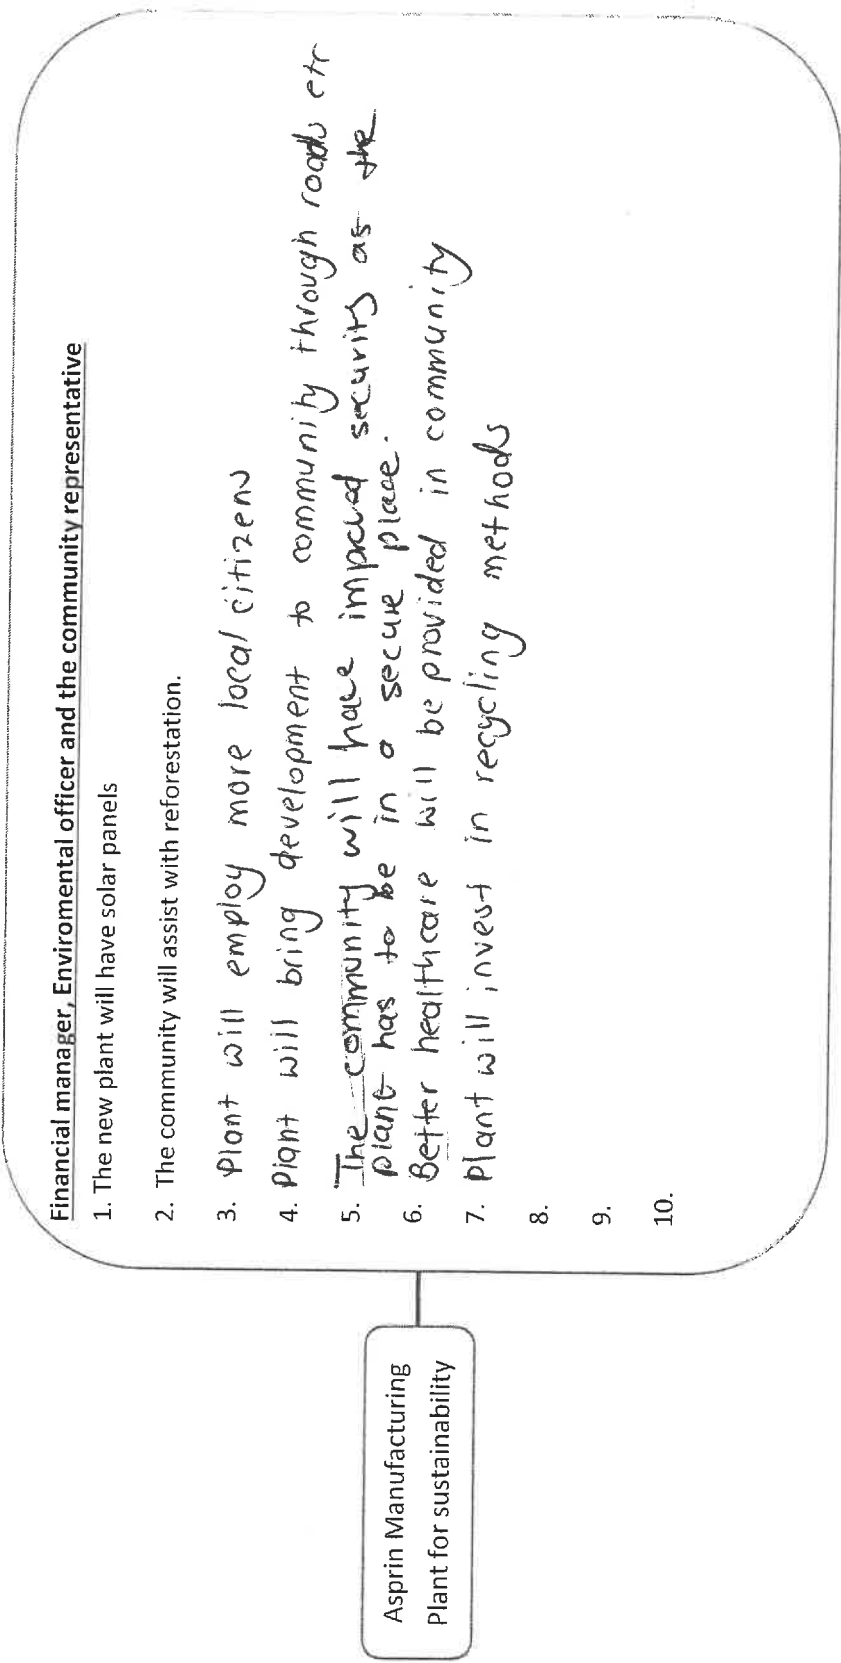 Financial manager, Enviromental officer and the community representative
1. The new plant will have solar panels
2. The community will assist with reforestation.
3. Plant will employ more local citizens
4. Plant will bring development to community through roads etc
5. The community will have improved security as the
plant has to be in a secure place.
6. Better healthcare will be provided in community
7. Plant will invest in recycling methods
8.
9.
10.
Asprin Manufacturing
Plant for sustainability